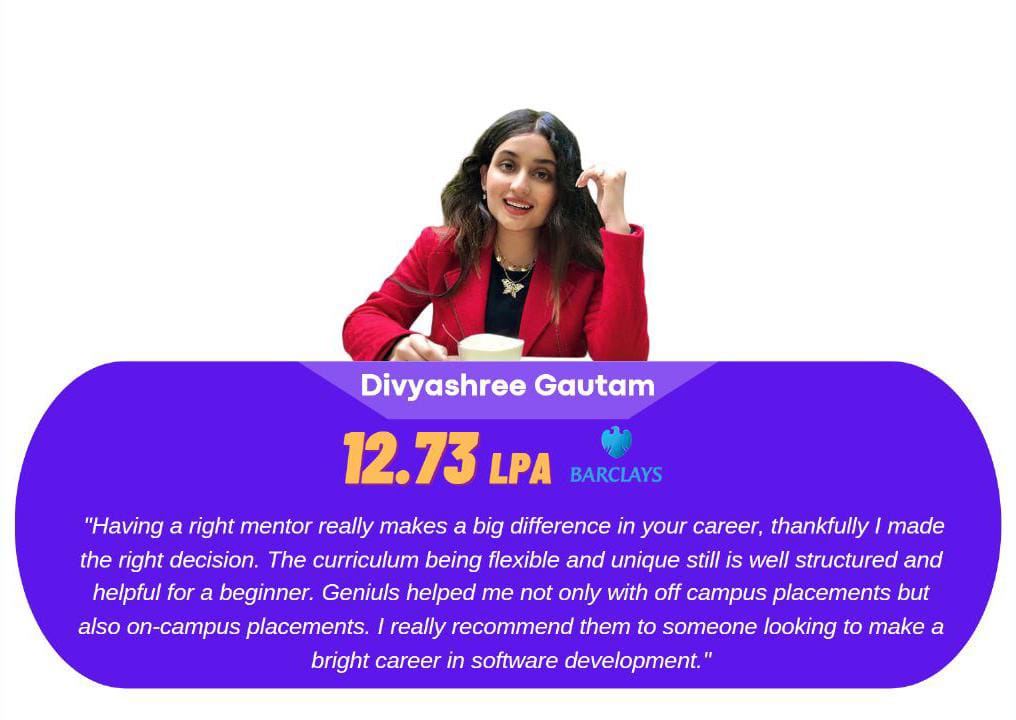 Divyashree Gautam
12.73 LPA BARCLAYS
"Having a right mentor really makes a big difference in your career, thankfully I made
the right decision. The curriculum being flexible and unique still is well structured and
helpful for a beginner. Geniuls helped me not only with off campus placements but
also on-campus placements. I really recommend them to someone looking to make a
bright career in software development."